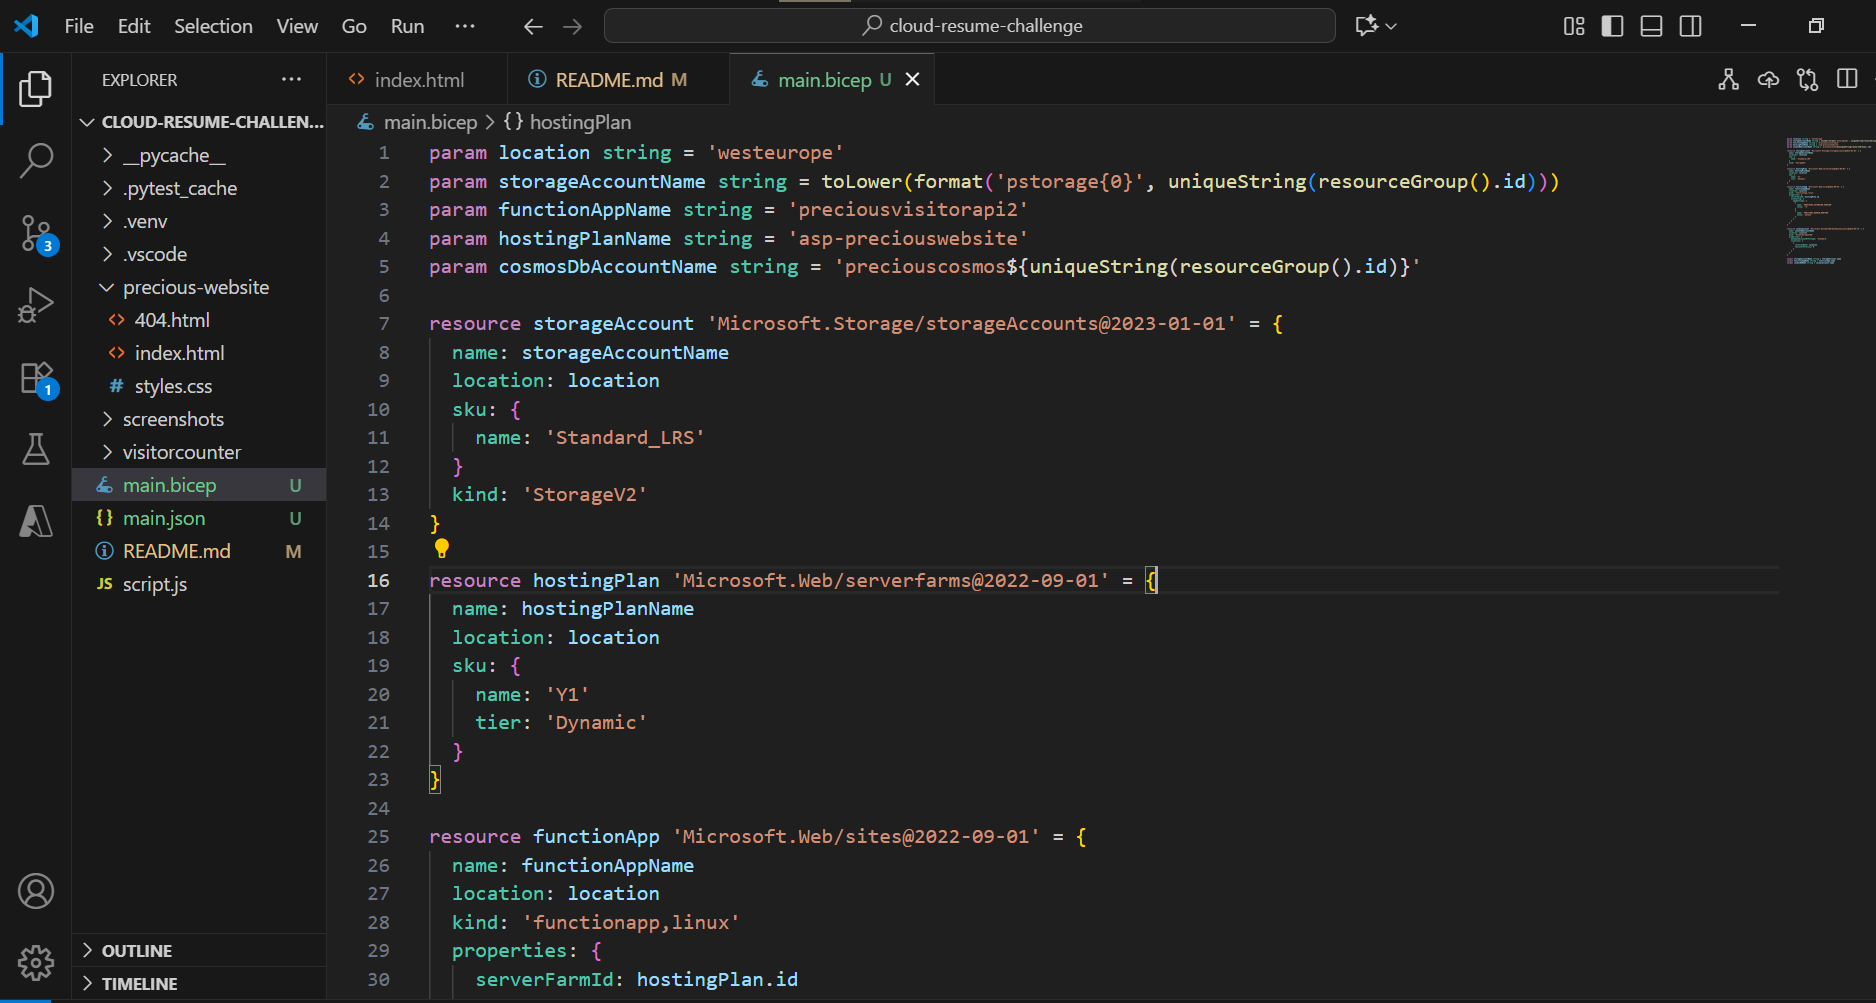 File Edit Selection View Go Run ··· cloud-resume-challenge
EXPLORER ···
CLOUD-RESUME-CHALLEN...
__pycache__
.pytest_cache
.venv
.vscode
precious-website
<> 404.html
<> index.html
# styles.css
screenshots
visitorcounter
main.bicep U
{} main.json U
README.md M
JS script.js
OUTLINE
TIMELINE
3
1
<> index.html
README.md M
main.bicep U
main.bicep > {} hostingPlan
1 param location string = 'westeurope'
2 param storageAccountName string = toLower(format('pstorage{0}', uniqueString(resourceGroup().id)))
3 param functionAppName string = 'preciousvisitorapi2'
4 param hostingPlanName string = 'asp-preciouswebsite'
5 param cosmosDbAccountName string = 'preciouscosmos${uniqueString(resourceGroup().id)}'
6
7 resource storageAccount 'Microsoft.Storage/storageAccounts@2023-01-01' = {
8 name: storageAccountName
9 location: location
10 sku: {
11 name: 'Standard_LRS'
12 }
13 kind: 'StorageV2'
14 }
15
16 resource hostingPlan 'Microsoft.Web/serverfarms@2022-09-01' = {
17 name: hostingPlanName
18 location: location
19 sku: {
20 name: 'Y1'
21 tier: 'Dynamic'
22 }
23 }
24
25 resource functionApp 'Microsoft.Web/sites@2022-09-01' = {
26 name: functionAppName
27 location: location
28 kind: 'functionapp,linux'
29 properties: {
30 serverFarmId: hostingPlan.id